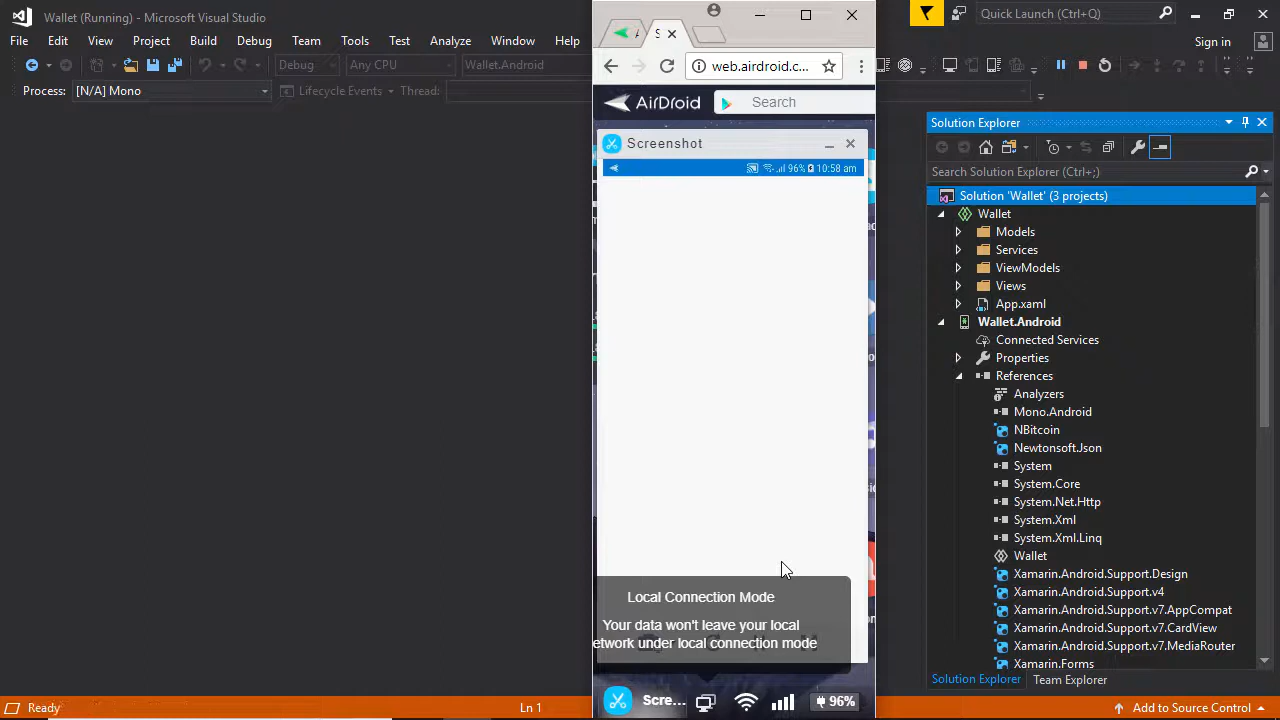 Wallet (Running) - Microsoft Visual Studio
Quick Launch (Ctrl+;)
File Edit View Project Build Debug Team Tools Test Analyze Window Help
Sign in
Debug Any CPU Wallet.Android
Process: [N/A] Mono Lifecycle Events Thread:
web.airdroid.c...
AirDroid Search
Screenshot
96% 10:58 am
Local Connection Mode
Your data won't leave your local
etwork under local connection mode
Scre... 96%
Solution Explorer
Search Solution Explorer (Ctrl+;)
Solution 'Wallet' (3 projects)
Wallet
Models
Services
ViewModels
Views
App.xaml
Wallet.Android
Connected Services
Properties
References
Analyzers
Mono.Android
NBitcoin
Newtonsoft.Json
System
System.Core
System.Net.Http
System.Xml
System.Xml.Linq
Wallet
Xamarin.Android.Support.Design
Xamarin.Android.Support.v4
Xamarin.Android.Support.v7.AppCompat
Xamarin.Android.Support.v7.CardView
Xamarin.Android.Support.v7.MediaRouter
Xamarin.Forms
Solution Explorer Team Explorer
Ready Ln 1 Add to Source Control